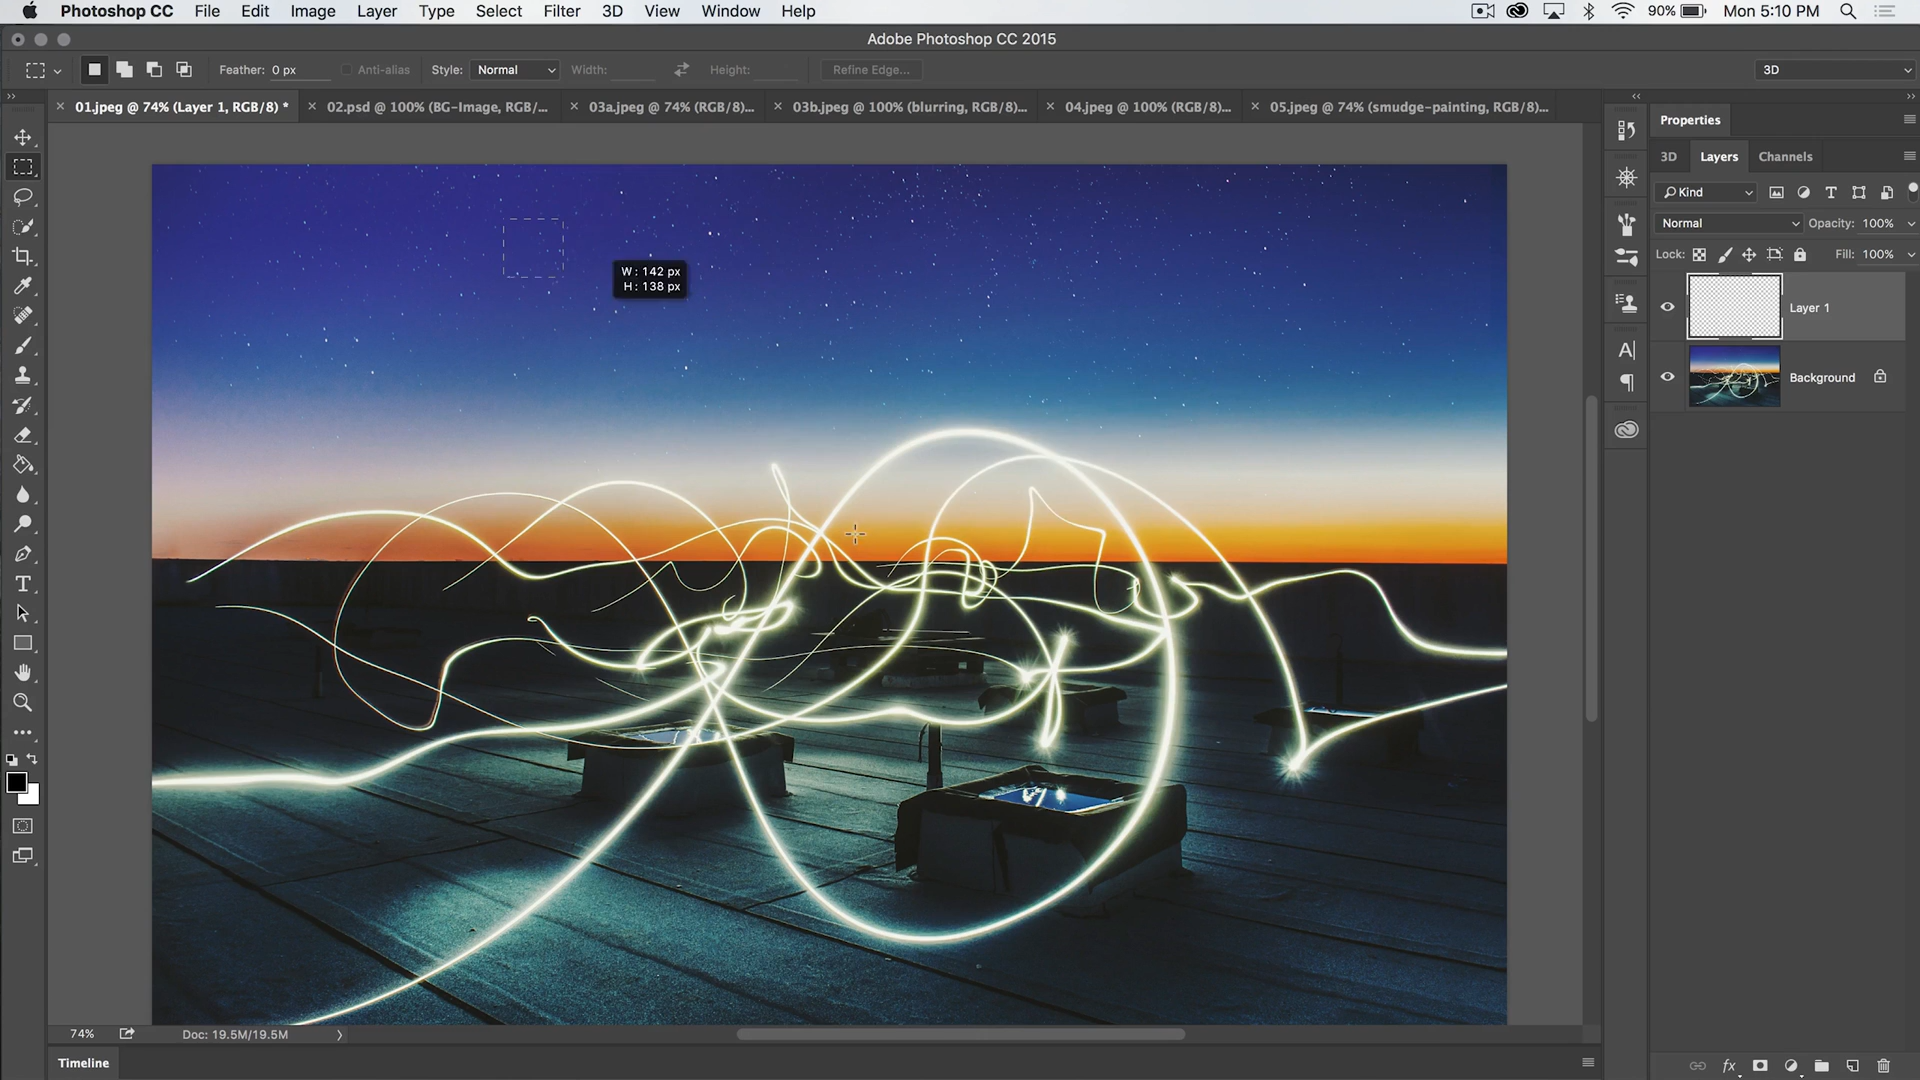 Photoshop CC File Edit Image Layer Type Select Filter 3D View Window Help 90% Mon 5:10 PM
Adobe Photoshop CC 2015
Feather: 0 px Anti-alias Style: Normal Width: Height: Refine Edge... 3D
01.jpeg @ 74% (Layer 1, RGB/8) * 02.psd @ 100% (BG-Image, RGB/... 03a.jpeg @ 74% (RGB/8)... 03b.jpeg @ 100% (blurring, RGB/8)... 04.jpeg @ 100% (RGB/8)... 05.jpeg @ 74% (smudge-painting, RGB/8)...
Properties
3D Layers Channels
Kind
Normal Opacity: 100%
Lock: Fill: 100%
W: 142 px
H: 138 px
Layer 1
Background
74% Doc: 19.5M/19.5M
Timeline
fx